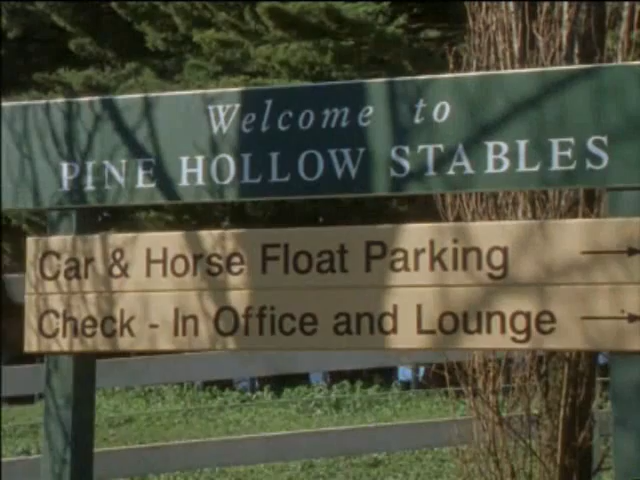 Welcome to
PINE HOLLOW STABLES
Car & Horse Float Parking →
Check - In Office and Lounge →